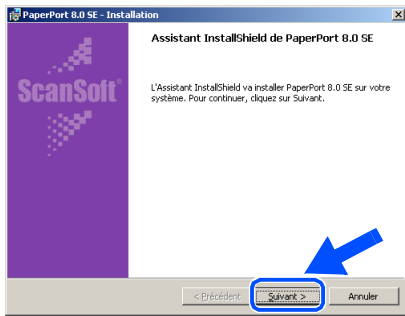 PaperPort 8.0 SE - Installation
Assistant InstallShield de PaperPort 8.0 SE
ScanSoft®
L'Assistant InstallShield va installer PaperPort 8.0 SE sur votre
système. Pour continuer, cliquez sur Suivant.
< Précédent
Suivant >
Annuler